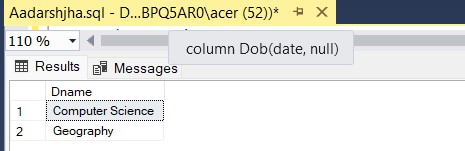 Aadarshjha.sql - D...BPQ5AR0\acer (52))*
110 %
column Dob(date, null)
Results Messages
Dname
1 Computer Science
2 Geography